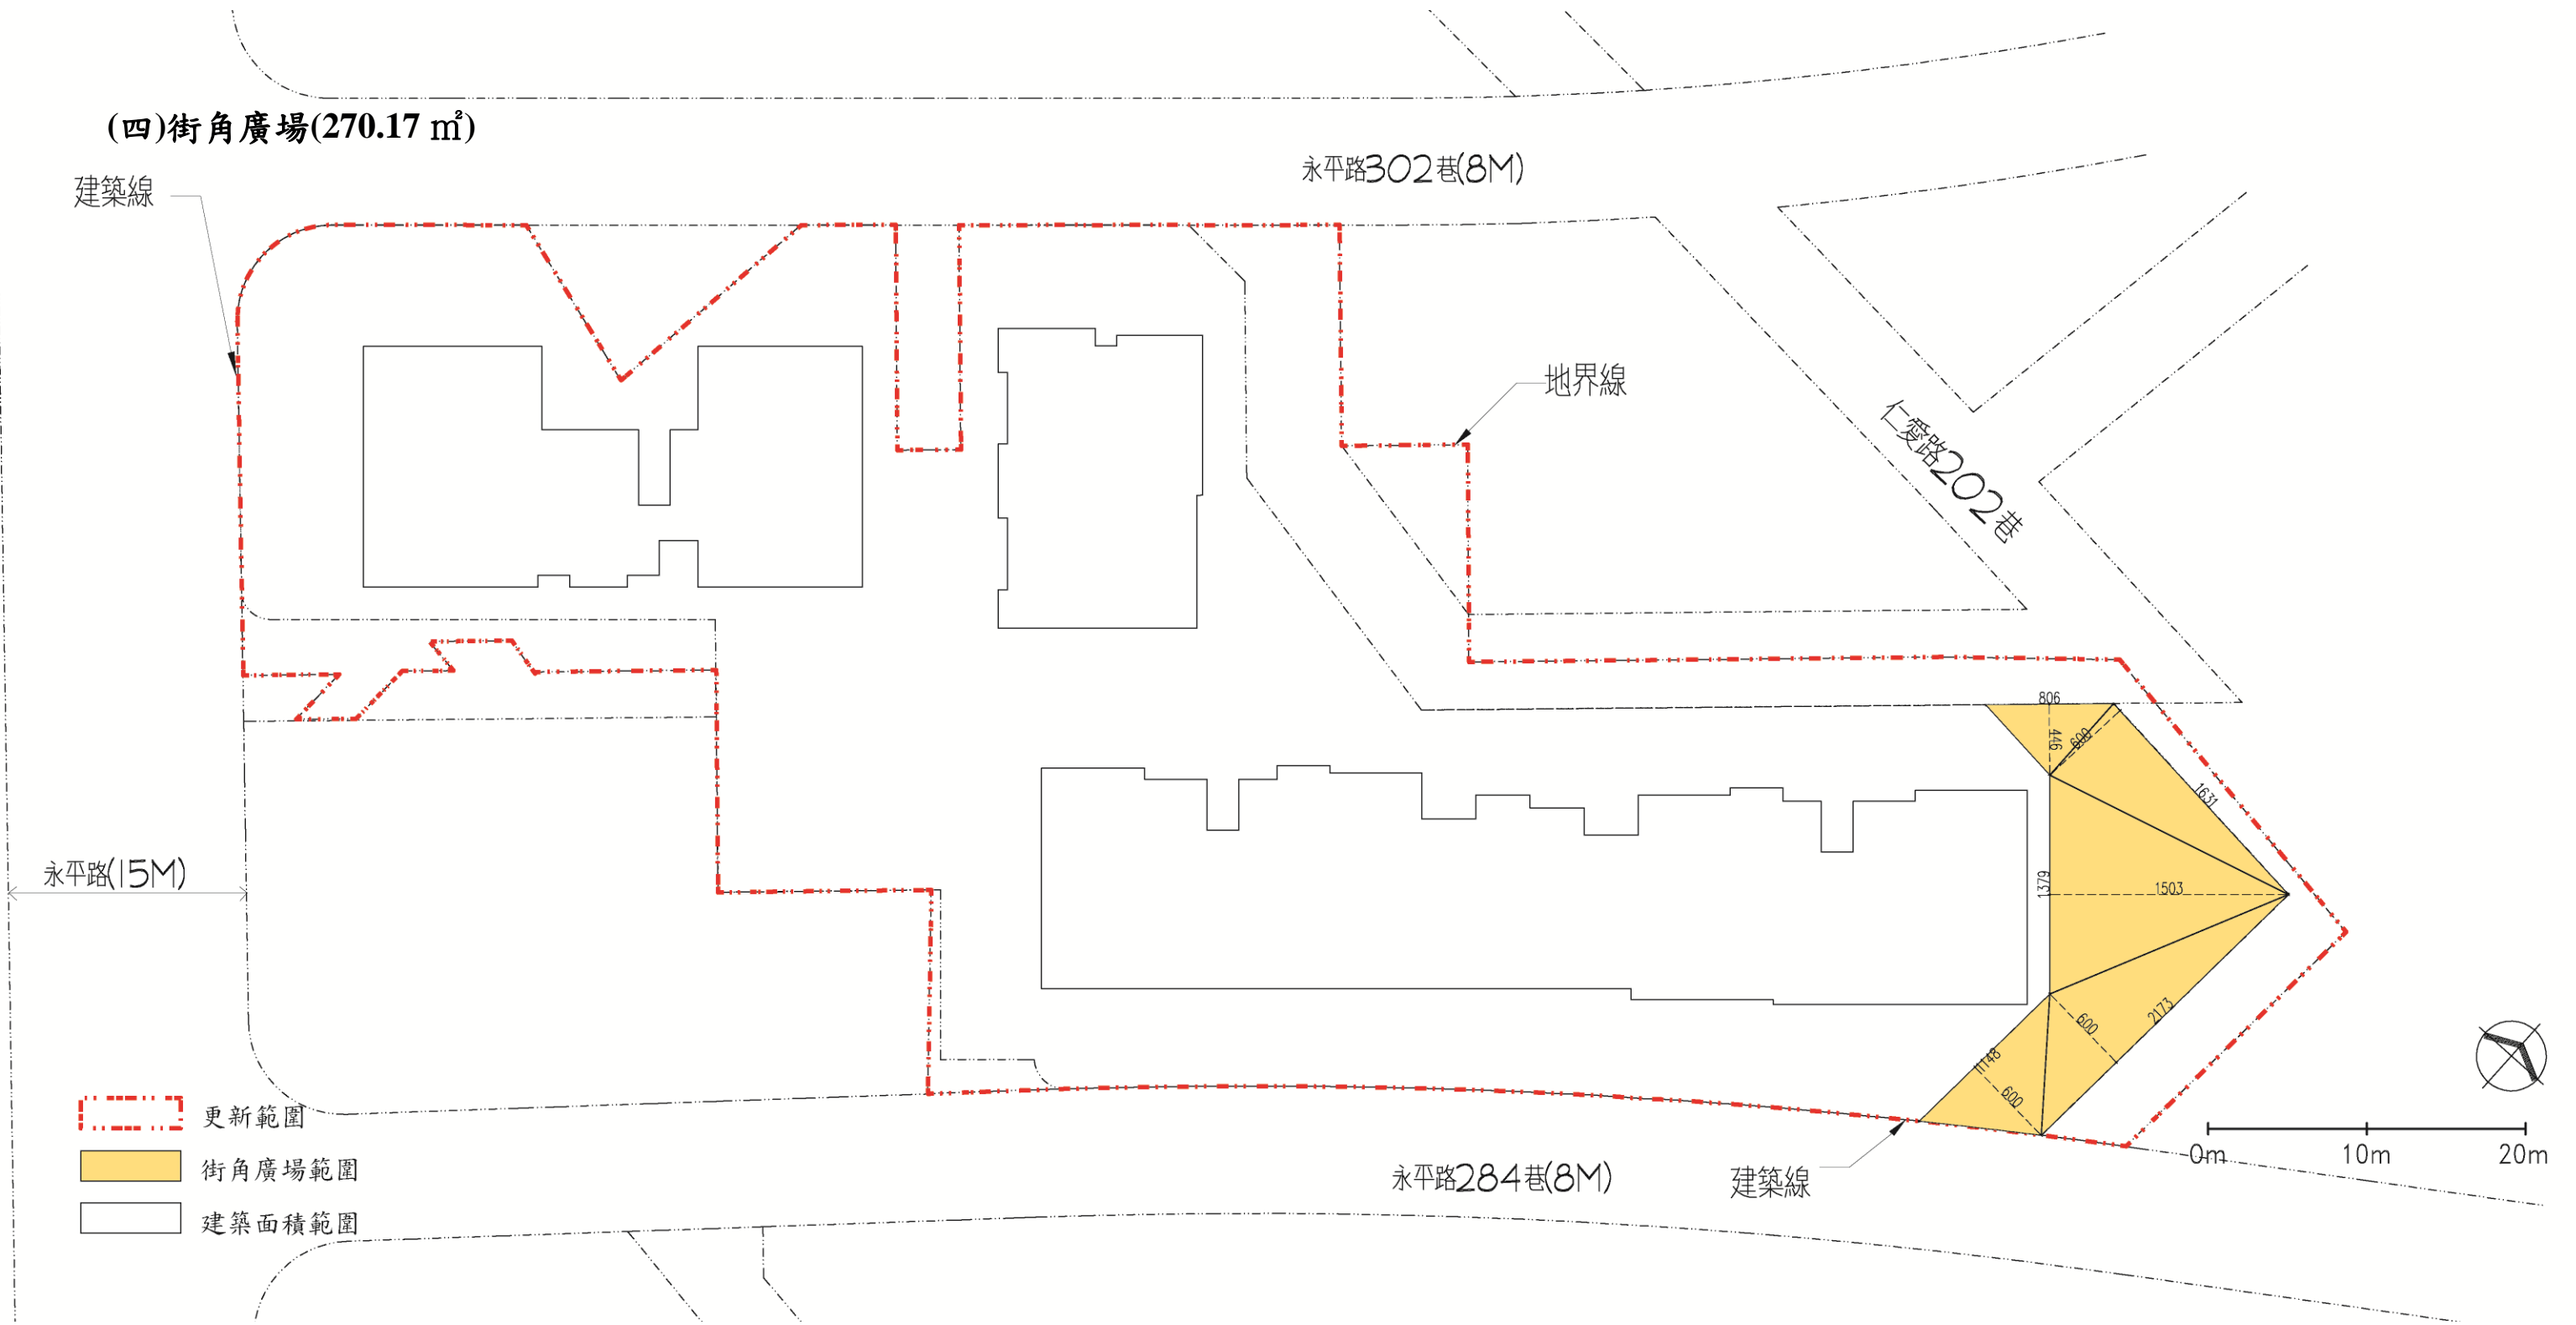 (四)街角廣場(270.17 ㎡)
永平路302巷(8M)
建築線
地界線
仁愛路202巷
806
446
600
1631
永平路(15M)
1379
1503
600
2173
1148
600
更新範圍
0m 10m 20m
街角廣場範圍
永平路284巷(8M)
建築線
建築面積範圍